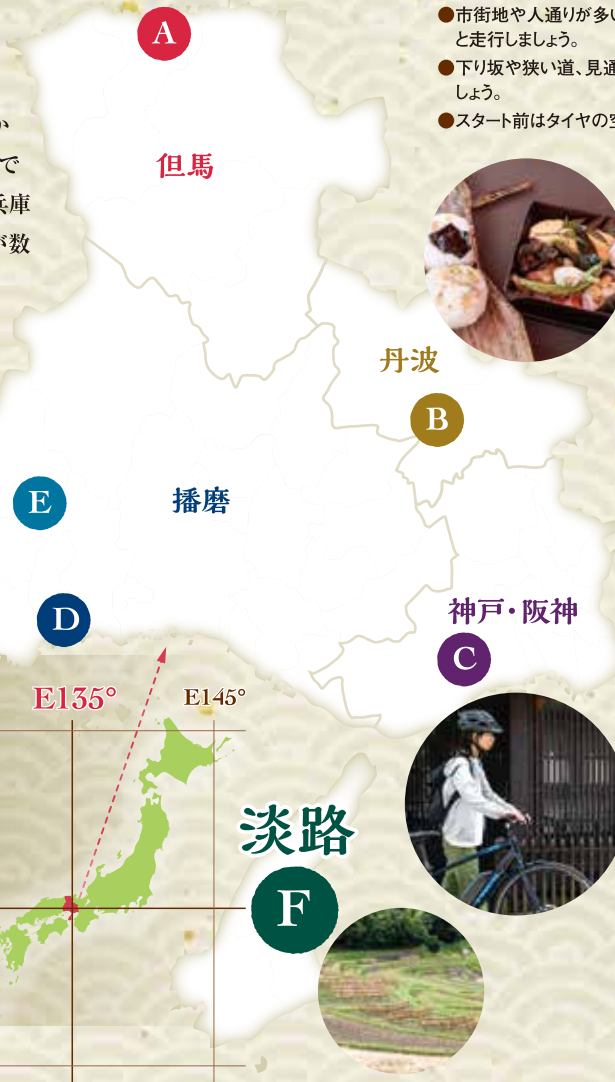 ●市街地や人通りが多い
と走行しましょう。
●下り坂や狭い道、見通
しょう。
●スタート前はタイヤの空
か
で
兵庫
が数
A
但馬
丹波
B
E
播磨
D
神戸・阪神
C
E135°
E145°
淡路
F